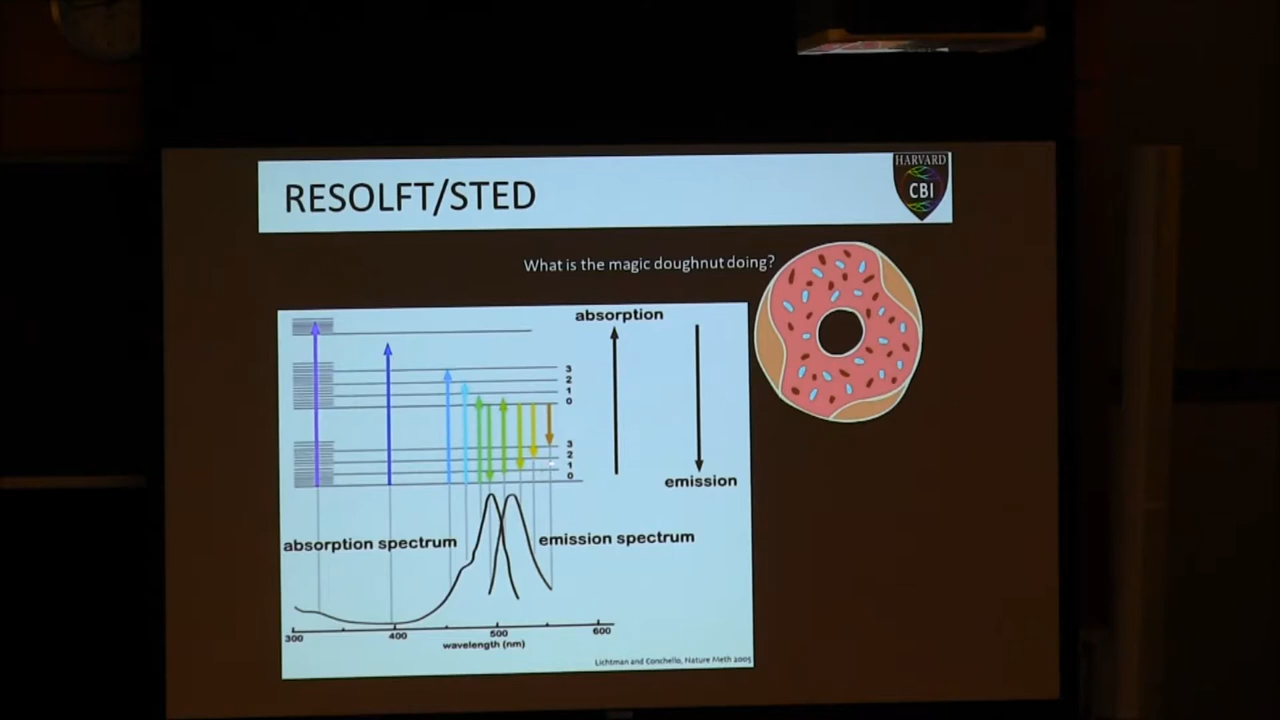 RESOLFT/STED
HARVARD
CBI
What is the magic doughnut doing?
absorption
3
2
1
0
3
2
1
0
emission
absorption spectrum
emission spectrum
300
400
500
600
wavelength (nm)
Lichtman and Conchello, Nature Meth 2005